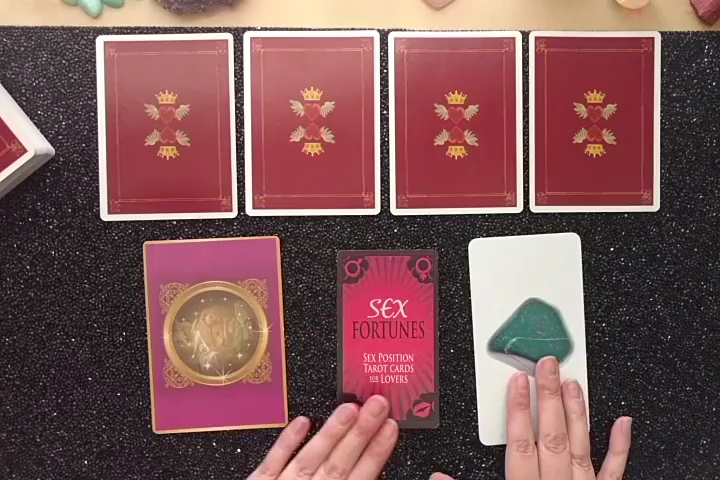 SEX
FORTUNES
SEX POSITION
TAROT CARDS
FOR LOVERS